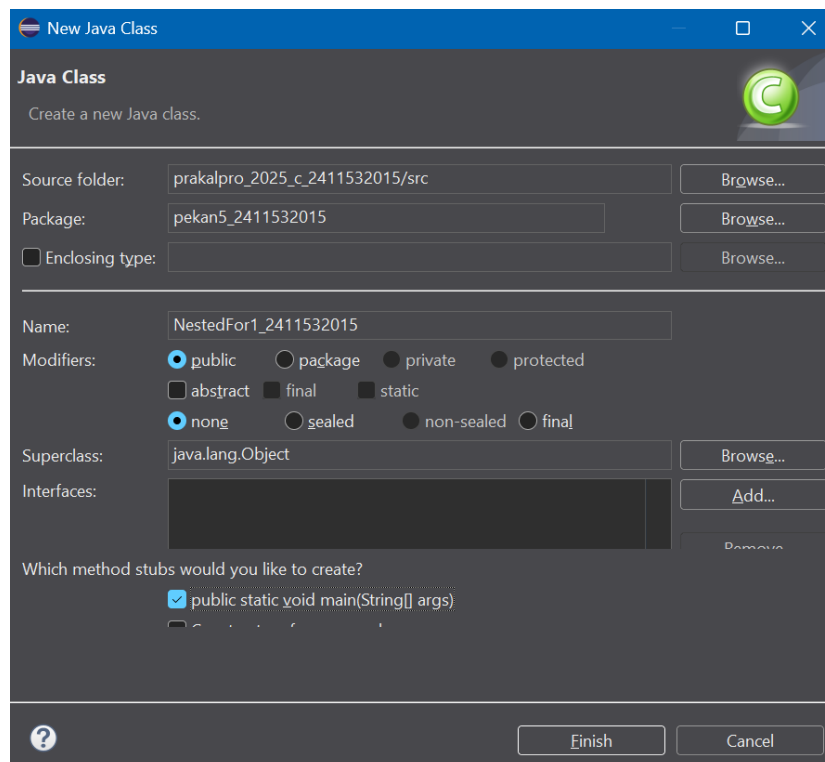 New Java Class
Java Class
Create a new Java class.
Source folder: prakalpro_2025_c_2411532015/src Browse...
Package: pekan5_2411532015 Browse...
Enclosing type: Browse...
Name: NestedFor1_2411532015
Modifiers: public package private protected
abstract final static
none sealed non-sealed final
Superclass: java.lang.Object Browse...
Interfaces: Add...
Which method stubs would you like to create?
public static void main(String[] args)
Finish Cancel